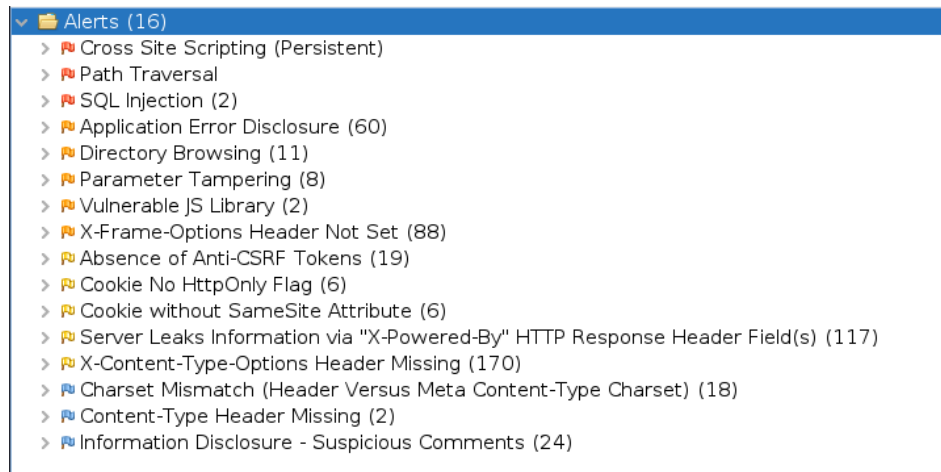 Alerts (16)
Cross Site Scripting (Persistent)
Path Traversal
SQL Injection (2)
Application Error Disclosure (60)
Directory Browsing (11)
Parameter Tampering (8)
Vulnerable JS Library (2)
X-Frame-Options Header Not Set (88)
Absence of Anti-CSRF Tokens (19)
Cookie No HttpOnly Flag (6)
Cookie without SameSite Attribute (6)
Server Leaks Information via "X-Powered-By" HTTP Response Header Field(s) (117)
X-Content-Type-Options Header Missing (170)
Charset Mismatch (Header Versus Meta Content-Type Charset) (18)
Content-Type Header Missing (2)
Information Disclosure - Suspicious Comments (24)